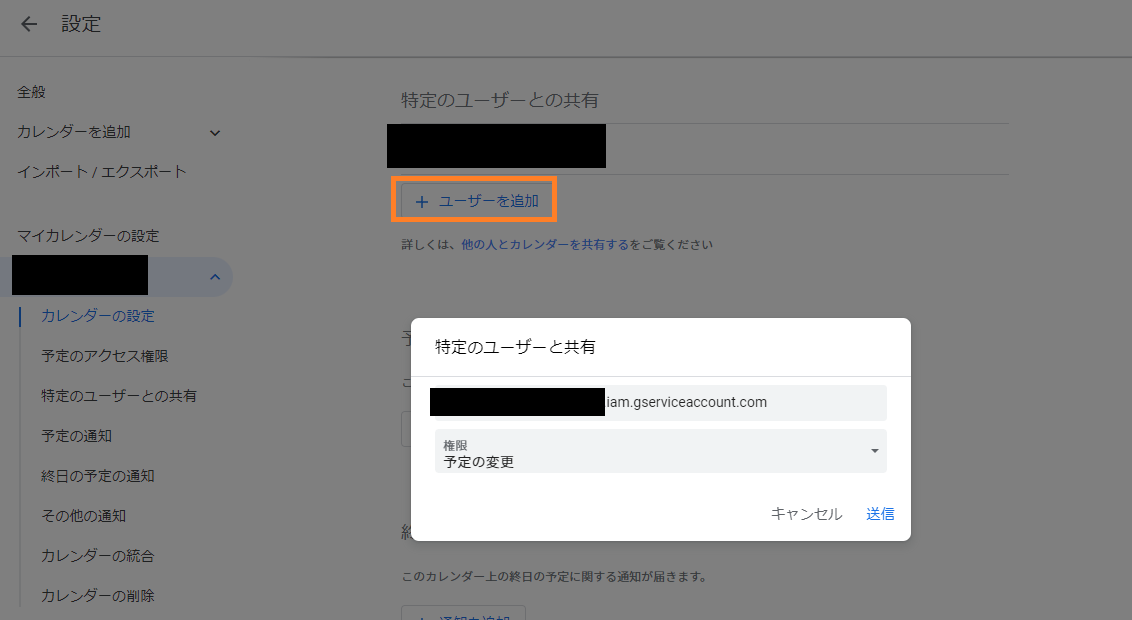 設定
全般
カレンダーを追加
インポート / エクスポート
マイカレンダーの設定
カレンダーの設定
予定のアクセス権限
特定のユーザーとの共有
予定の通知
終日の予定の通知
その他の通知
カレンダーの統合
カレンダーの削除
特定のユーザーとの共有
+ ユーザーを追加
詳しくは、他の人とカレンダーを共有するをご覧ください
予
こ
特定のユーザーと共有
iam.gserviceaccount.com
権限
予定の変更
キャンセル 送信
終
このカレンダー上の終日の予定に関する通知が届きます。
+ 通知を追加